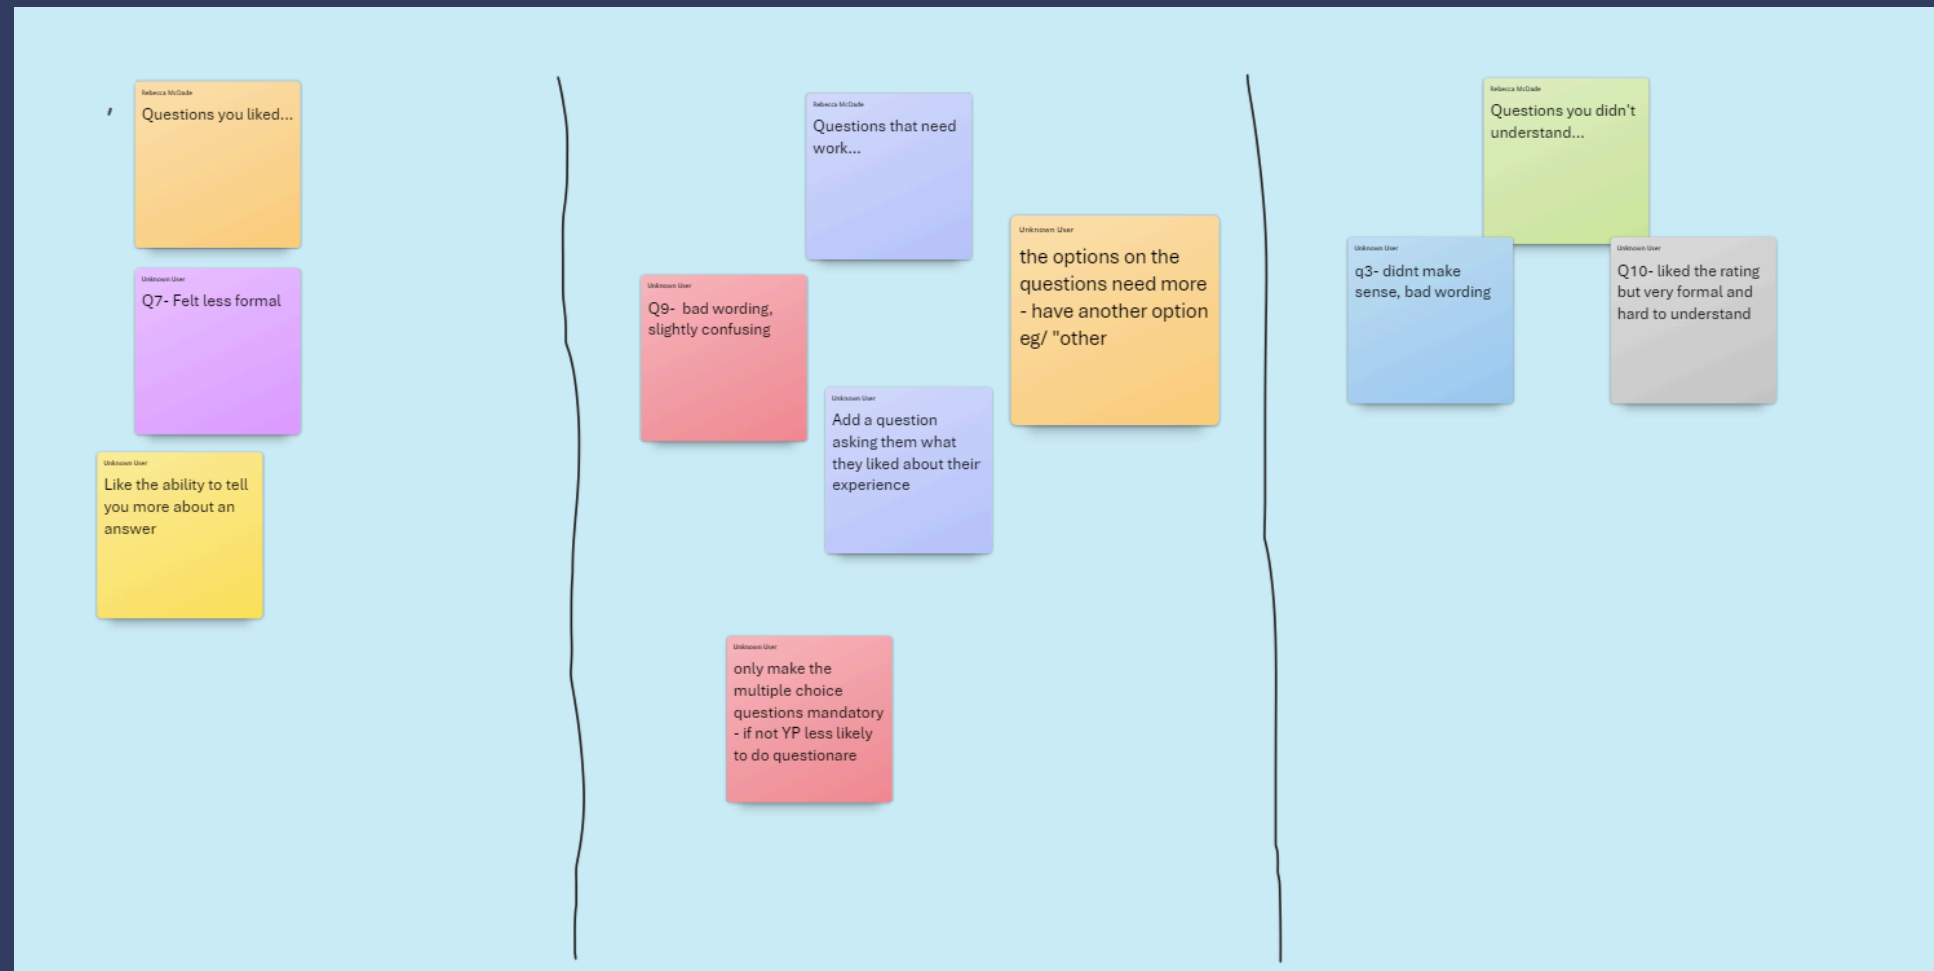 Rebecca McDade
Questions you liked...
Unknown User
Q7- Felt less formal
Unknown User
Like the ability to tell
you more about an
answer
Rebecca McDade
Questions that need
work...
Unknown User
Q9-  bad wording,
slightly confusing
Unknown User
the options on the
questions need more
- have another option
eg/ "other
Unknown User
Add a question
asking them what
they liked about their
experience
Unknown User
only make the
multiple choice
questions mandatory
- if not YP less likely
to do questionare
Rebecca McDade
Questions you didn't
understand...
Unknown User
q3- didnt make
sense, bad wording
Unknown User
Q10- liked the rating
but very formal and
hard to understand